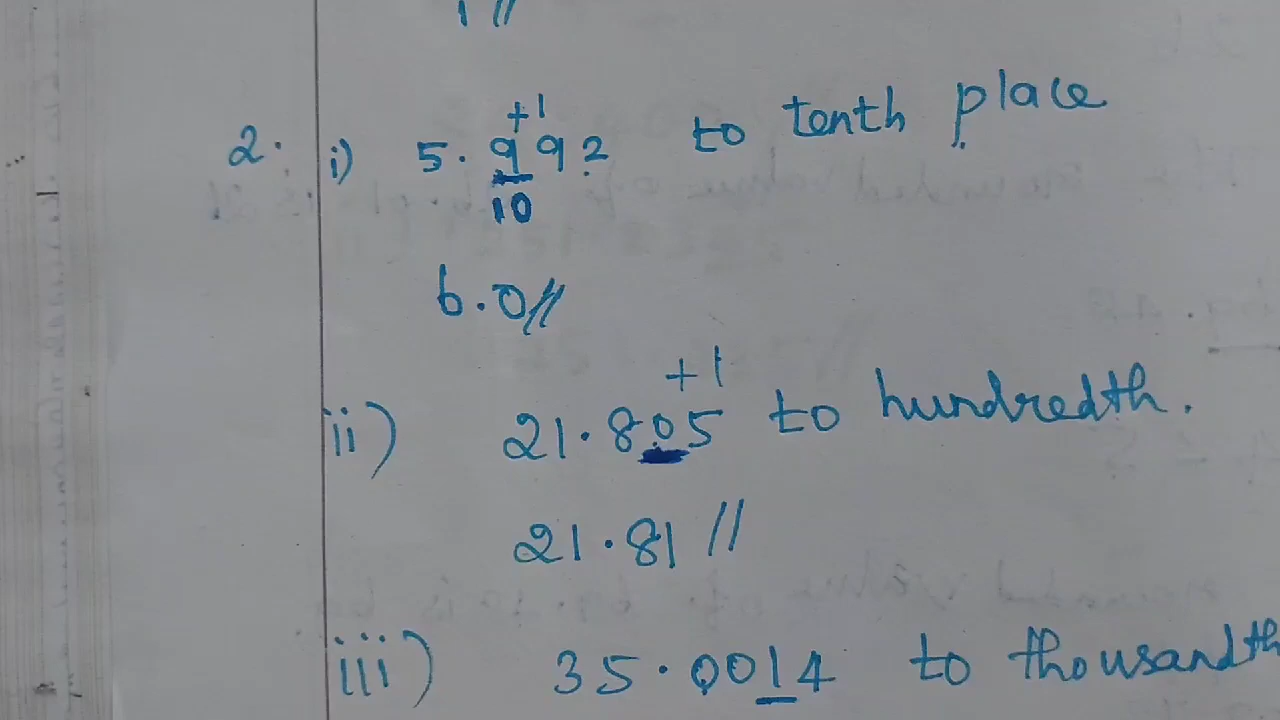 1 //
+1
2. i) 5.992 to tenth place
10
6.0//
+1
ii) 21.805 to hundredth.
21.81 //
iii) 35.0014 to thousandth